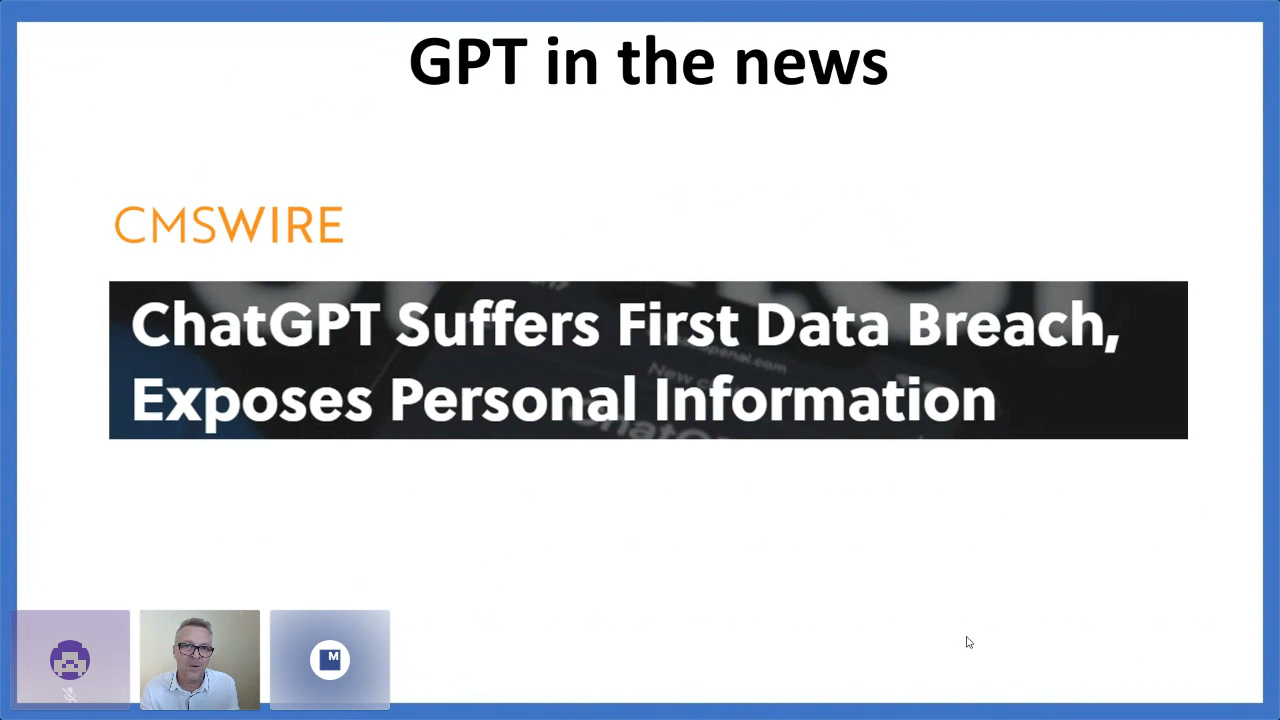 GPT in the news
CMSWIRE
ChatGPT Suffers First Data Breach,
Exposes Personal Information
M